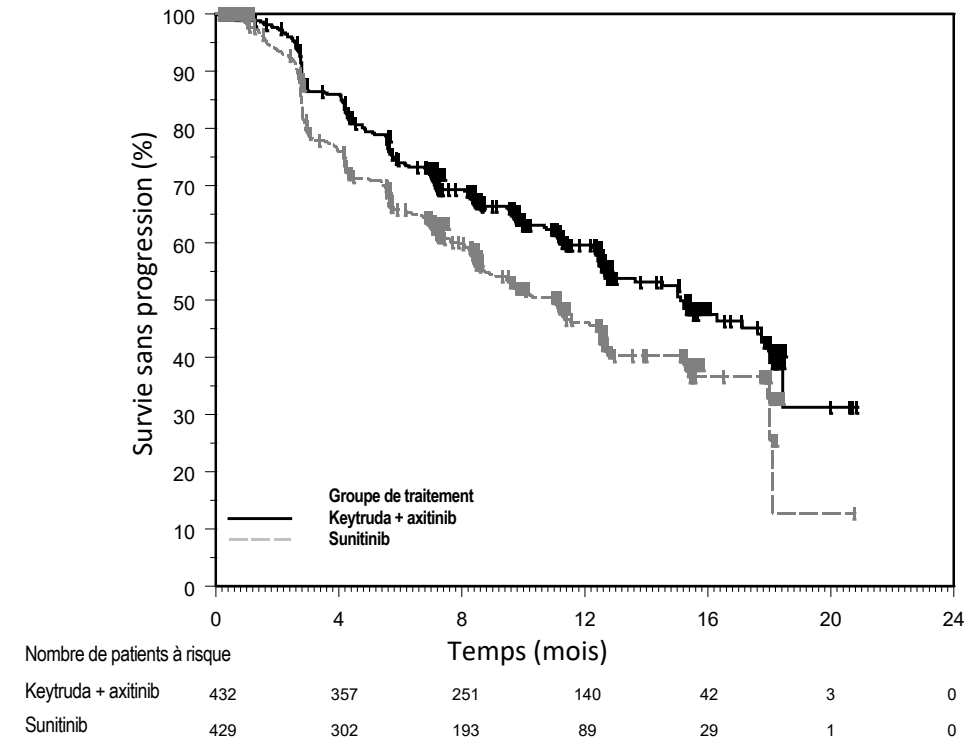 100
90
80
70
60
50
40
30
20
10
0
Survie sans progression (%)
Groupe de traitement
Keytruda + axitinib
Sunitinib
0 4 8 12 16 20 24
Temps (mois)
Nombre de patients à risque
Keytruda + axitinib 432 357 251 140 42 3 0
Sunitinib 429 302 193 89 29 1 0